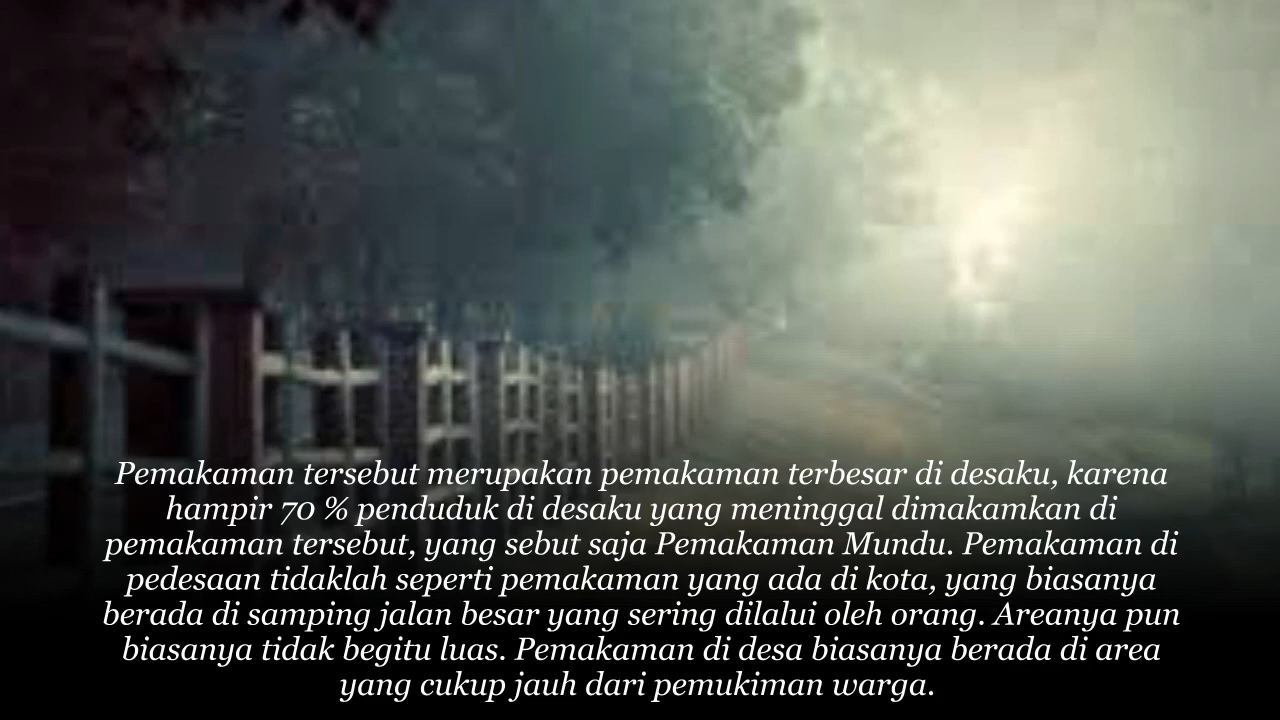 Pemakaman tersebut merupakan pemakaman terbesar di desaku, karena
hampir 70 % penduduk di desaku yang meninggal dimakamkan di
pemakaman tersebut, yang sebut saja Pemakaman Mundu. Pemakaman di
pedesaan tidaklah seperti pemakaman yang ada di kota, yang biasanya
berada di samping jalan besar yang sering dilalui oleh orang. Areanya pun
biasanya tidak begitu luas. Pemakaman di desa biasanya berada di area
yang cukup jauh dari pemukiman warga.